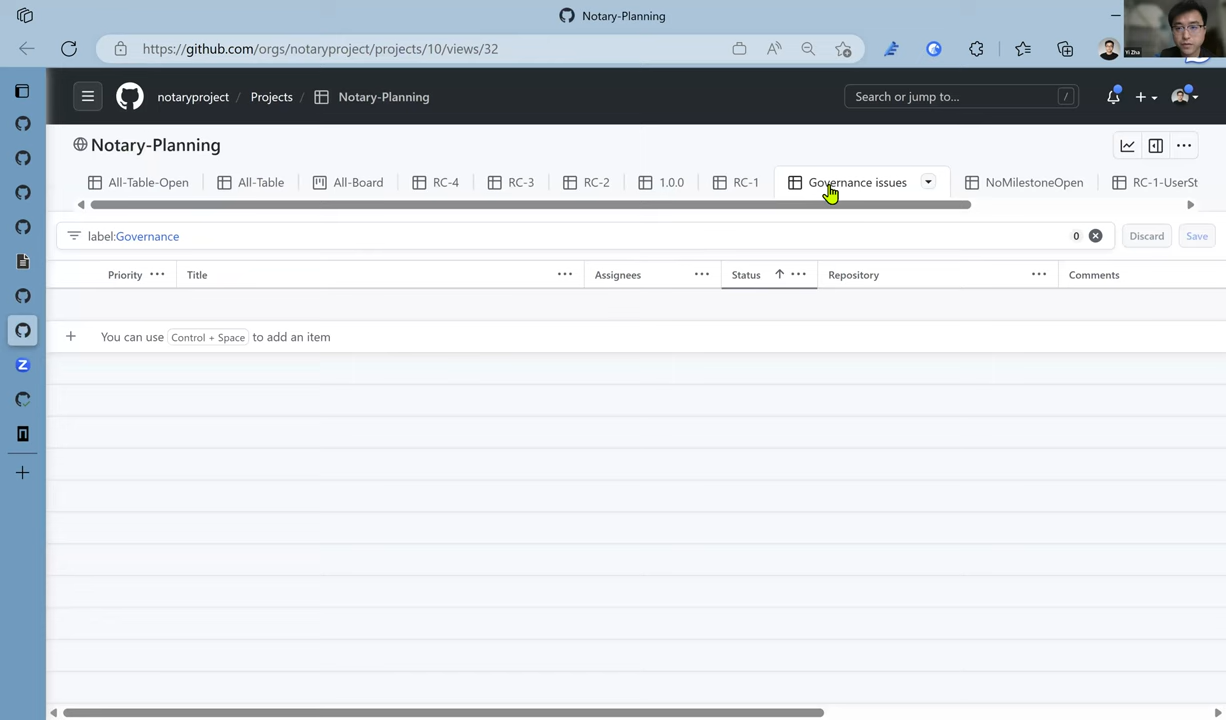 Notary-Planning
https://github.com/orgs/notaryproject/projects/10/views/32
Yi Zha
notaryproject / Projects / Notary-Planning
Search or jump to... /
Notary-Planning
All-Table-Open
All-Table
All-Board
RC-4
RC-3
RC-2
1.0.0
RC-1
Governance issues
NoMilestoneOpen
RC-1-UserSt
label:Governance
0
Discard
Save
Priority
Title
Assignees
Status
Repository
Comments
You can use Control + Space to add an item